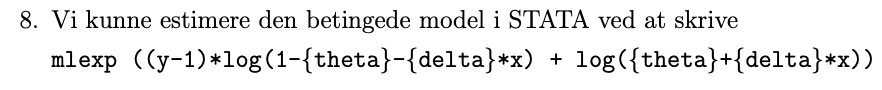 8. Vi kunne estimere den betingede model i STATA ved at skrive
mlexp ((y-1)*log(1-{theta}-{delta}*x) + log({theta}+{delta}*x))